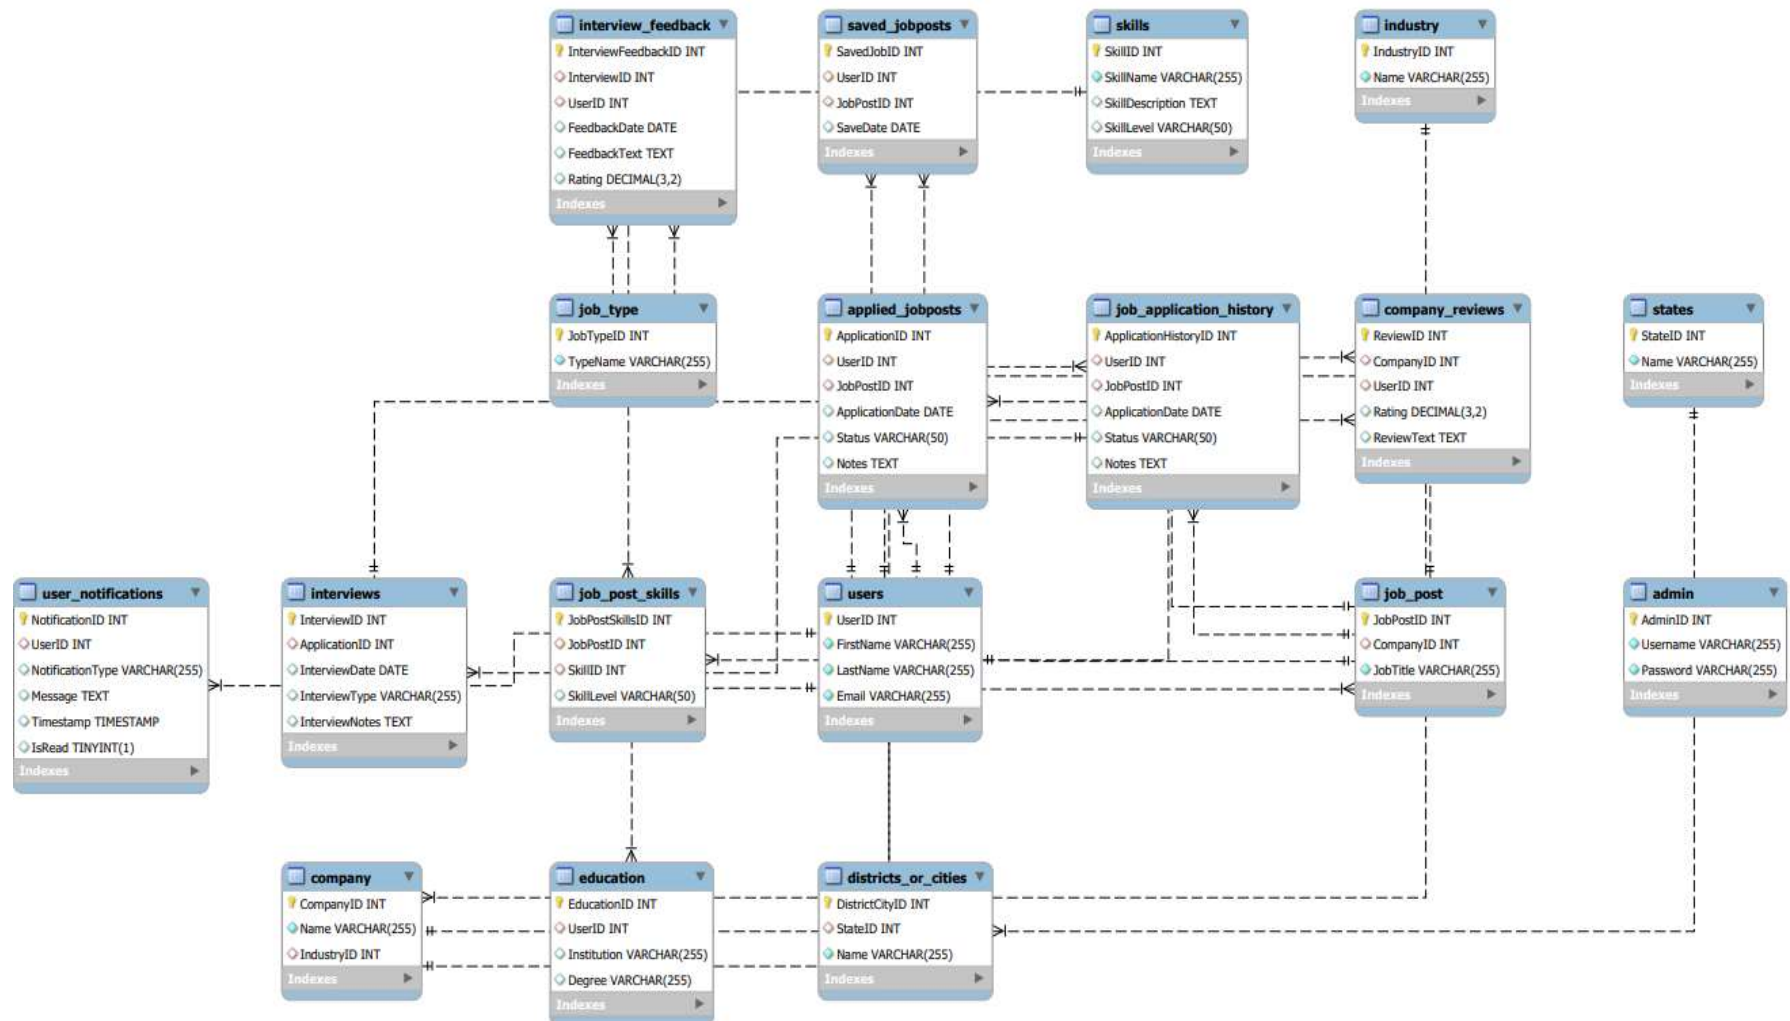 interview_feedback
InterviewFeedbackID INT
InterviewID INT
UserID INT
FeedbackDate DATE
FeedbackText TEXT
Rating DECIMAL(3,2)
Indexes
saved_jobposts
SavedJobID INT
UserID INT
JobPostID INT
SaveDate DATE
Indexes
skills
SkillID INT
SkillName VARCHAR(255)
SkillDescription TEXT
SkillLevel VARCHAR(50)
Indexes
industry
IndustryID INT
Name VARCHAR(255)
Indexes
job_type
JobTypeID INT
TypeName VARCHAR(255)
Indexes
applied_jobposts
ApplicationID INT
UserID INT
JobPostID INT
ApplicationDate DATE
Status VARCHAR(50)
Notes TEXT
Indexes
job_application_history
ApplicationHistoryID INT
UserID INT
JobPostID INT
ApplicationDate DATE
Status VARCHAR(50)
Notes TEXT
Indexes
company_reviews
ReviewID INT
CompanyID INT
UserID INT
Rating DECIMAL(3,2)
ReviewText TEXT
Indexes
states
StateID INT
Name VARCHAR(255)
Indexes
user_notifications
NotificationID INT
UserID INT
NotificationType VARCHAR(255)
Message TEXT
Timestamp TIMESTAMP
IsRead TINYINT(1)
Indexes
interviews
InterviewID INT
ApplicationID INT
InterviewDate DATE
InterviewType VARCHAR(255)
InterviewNotes TEXT
Indexes
job_post_skills
JobPostSkillsID INT
JobPostID INT
SkillID INT
SkillLevel VARCHAR(50)
Indexes
users
UserID INT
FirstName VARCHAR(255)
LastName VARCHAR(255)
Email VARCHAR(255)
Indexes
job_post
JobPostID INT
CompanyID INT
JobTitle VARCHAR(255)
Indexes
admin
AdminID INT
Username VARCHAR(255)
Password VARCHAR(255)
Indexes
company
CompanyID INT
Name VARCHAR(255)
IndustryID INT
Indexes
education
EducationID INT
UserID INT
Institution VARCHAR(255)
Degree VARCHAR(255)
Indexes
districts_or_cities
DistrictCityID INT
StateID INT
Name VARCHAR(255)
Indexes